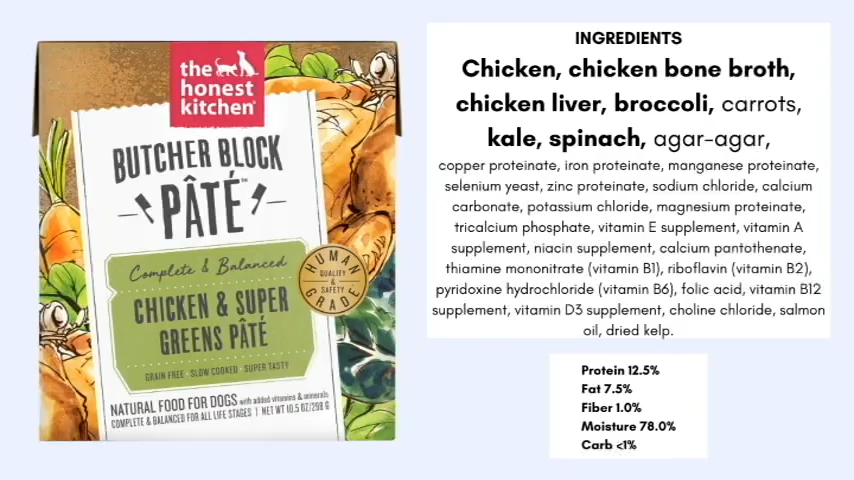 the
honest
kitchen®
BUTCHER BLOCK
PÂTÉ™
Complete & Balanced
CHICKEN & SUPER
GREENS PÂTÉ
GRAIN FREE • SLOW COOKED • SUPER TASTY
HUMAN
QUALITY
&
SAFETY
GRADE
NATURAL FOOD FOR DOGS with added vitamins & minerals
COMPLETE & BALANCED FOR ALL LIFE STAGES | NET WT 10.5 OZ/298 G
INGREDIENTS
Chicken, chicken bone broth,
chicken liver, broccoli, carrots,
kale, spinach, agar-agar,
copper proteinate, iron proteinate, manganese proteinate,
selenium yeast, zinc proteinate, sodium chloride, calcium
carbonate, potassium chloride, magnesium proteinate,
tricalcium phosphate, vitamin E supplement, vitamin A
supplement, niacin supplement, calcium pantothenate,
thiamine mononitrate (vitamin B1), riboflavin (vitamin B2),
pyridoxine hydrochloride (vitamin B6), folic acid, vitamin B12
supplement, vitamin D3 supplement, choline chloride, salmon
oil, dried kelp.
Protein 12.5%
Fat 7.5%
Fiber 1.0%
Moisture 78.0%
Carb <1%